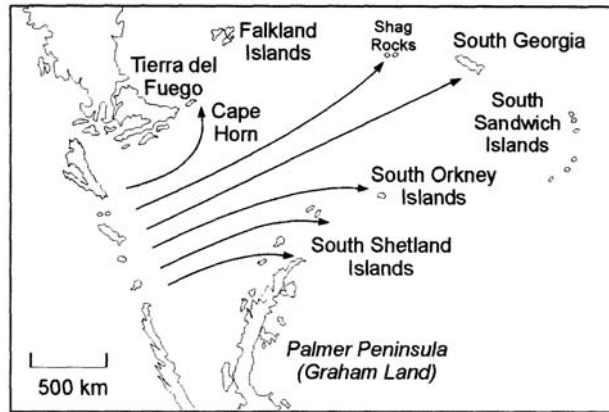 Falkland
Islands
Shag
Rocks
South Georgia
Tierra del
Fuego
Cape
Horn
South
Sandwich
Islands
South Orkney
Islands
South Shetland
Islands
Palmer Peninsula
(Graham Land)
500 km